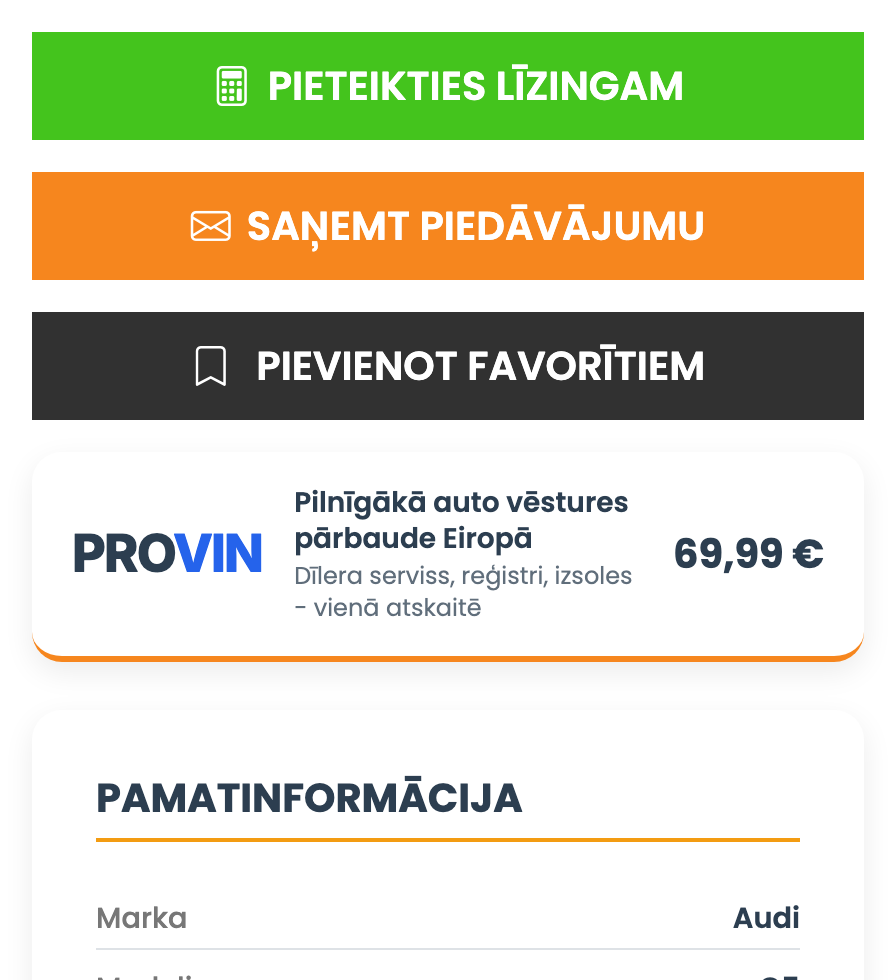 PIETEIKTIES LĪZINGAM
SAŅEMT PIEDĀVĀJUMU
PIEVIENOT FAVORĪTIEM
PROVIN
Pilnīgākā auto vēstures
pārbaude Eiropā
Dīlera serviss, reģistri, izsoles
- vienā atskaitē
69,99 €
PAMATINFORMĀCIJA
Marka Audi